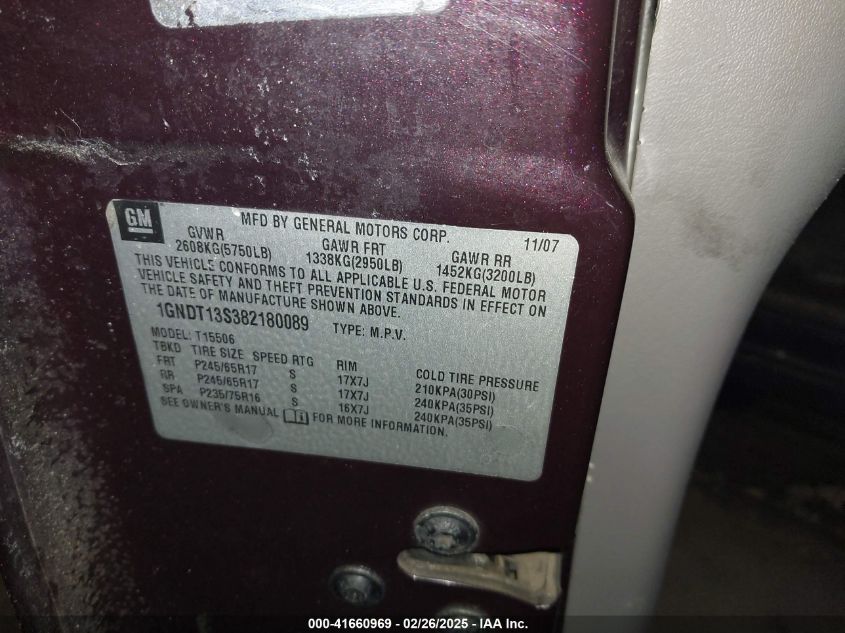 GM
MFD BY GENERAL MOTORS CORP. 11/07
GVWR GAWR FRT GAWR RR
2608KG(5750LB) 1338KG(2950LB) 1452KG(3200LB)
THIS VEHICLE CONFORMS TO ALL APPLICABLE U.S. FEDERAL MOTOR
VEHICLE SAFETY AND THEFT PREVENTION STANDARDS IN EFFECT ON
THE DATE OF MANUFACTURE SHOWN ABOVE.
1GNDT13S382180089 TYPE: M.P.V.
MODEL: T15506
TBKD TIRE SIZE SPEED RTG RIM COLD TIRE PRESSURE
FRT P245/65R17 S 17X7J 210KPA(30PSI)
RR P245/65R17 S 17X7J 240KPA(35PSI)
SPA P235/75R16 S 16X7J 240KPA(35PSI)
SEE OWNER'S MANUAL FOR MORE INFORMATION.
000-41660969 - 02/26/2025 - IAA Inc.